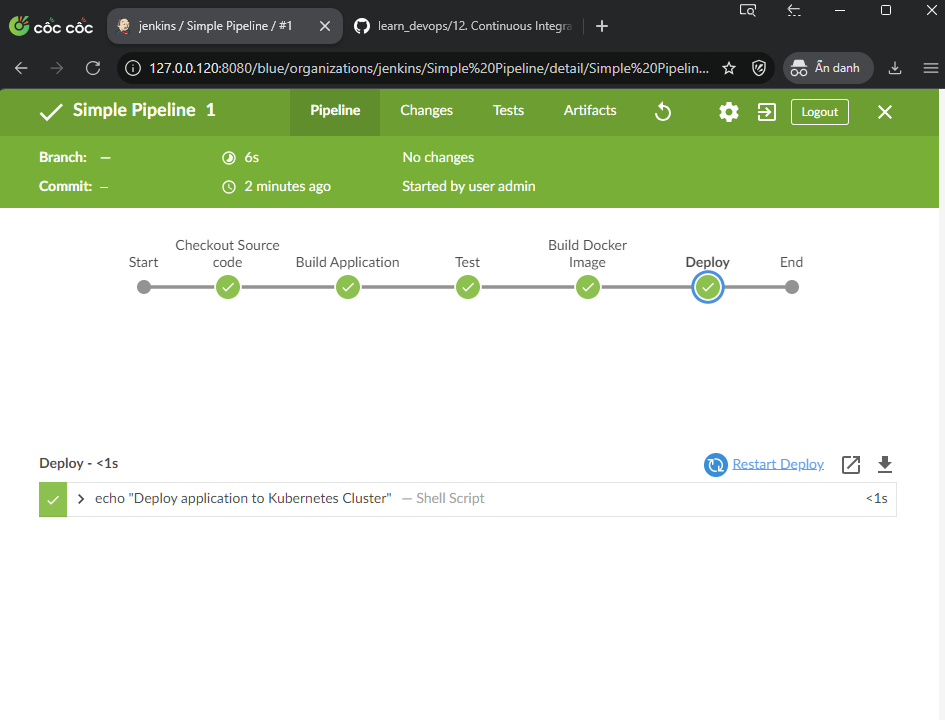 cốc cốc
jenkins / Simple Pipeline / #1
learn_devops/12. Continuous Integra
127.0.0.120:8080/blue/organizations/jenkins/Simple%20Pipeline/detail/Simple%20Pipelin...
Ẩn danh
Simple Pipeline 1
Pipeline
Changes
Tests
Artifacts
Logout
Branch: —
6s
No changes
Commit: —
2 minutes ago
Started by user admin
Start
Checkout Source
code
Build Application
Test
Build Docker
Image
Deploy
End
Deploy - <1s
Restart Deploy
echo "Deploy application to Kubernetes Cluster" — Shell Script
<1s